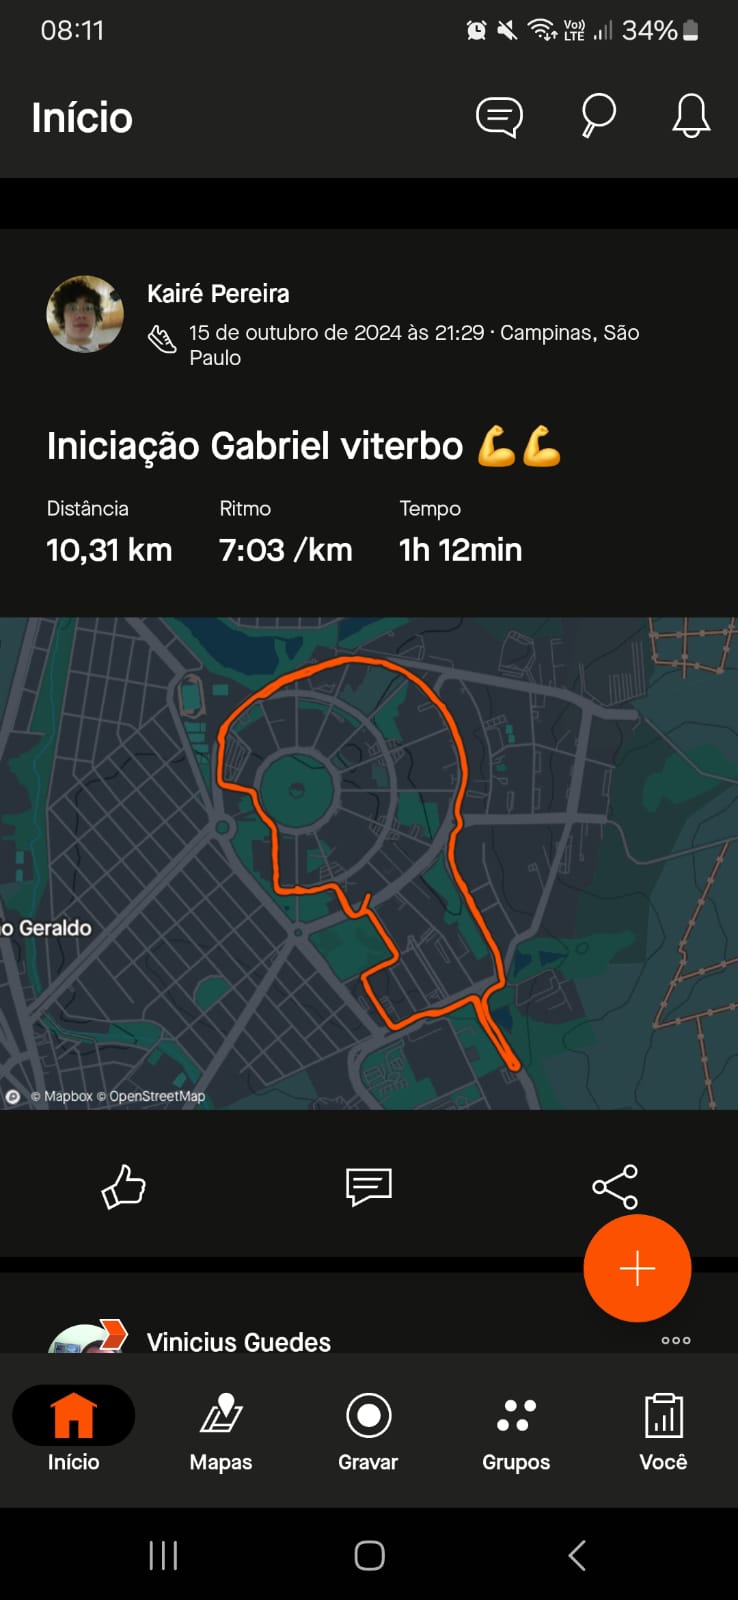 08:11 Vo)) LTE 34%
Início
Kairé Pereira
15 de outubro de 2024 às 21:29 · Campinas, São
Paulo
Iniciação Gabriel viterbo 💪💪
Distância Ritmo Tempo
10,31 km 7:03 /km 1h 12min
o Geraldo
© Mapbox © OpenStreetMap
Vinicius Guedes
Início Mapas Gravar Grupos Você